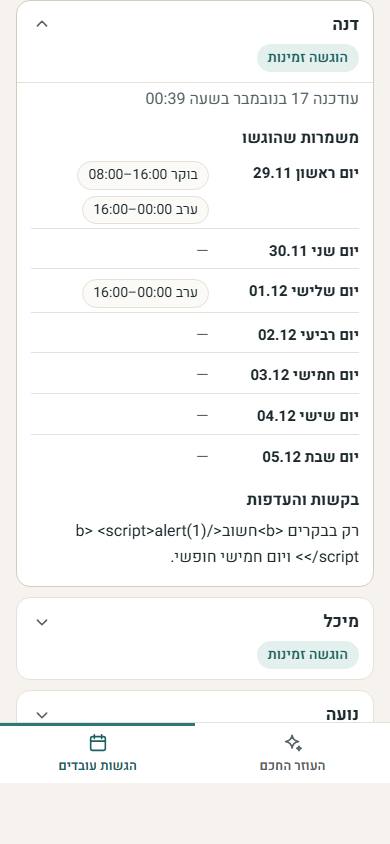 דנה
הוגשה זמינות
עודכנה 17 בנובמבר בשעה 00:39
משמרות שהוגשו
יום ראשון 29.11
בוקר 08:00–16:00
ערב 16:00–00:00
יום שני 30.11
—
יום שלישי 01.12
ערב 16:00–00:00
יום רביעי 02.12
—
יום חמישי 03.12
—
יום שישי 04.12
—
יום שבת 05.12
—
בקשות והעדפות
רק בבקרים <b>חשוב</b> <script>alert(1)
</script> ויום חמישי חופשי.
מיכל
הוגשה זמינות
נועה
העוזר החכם
הגשות עובדים